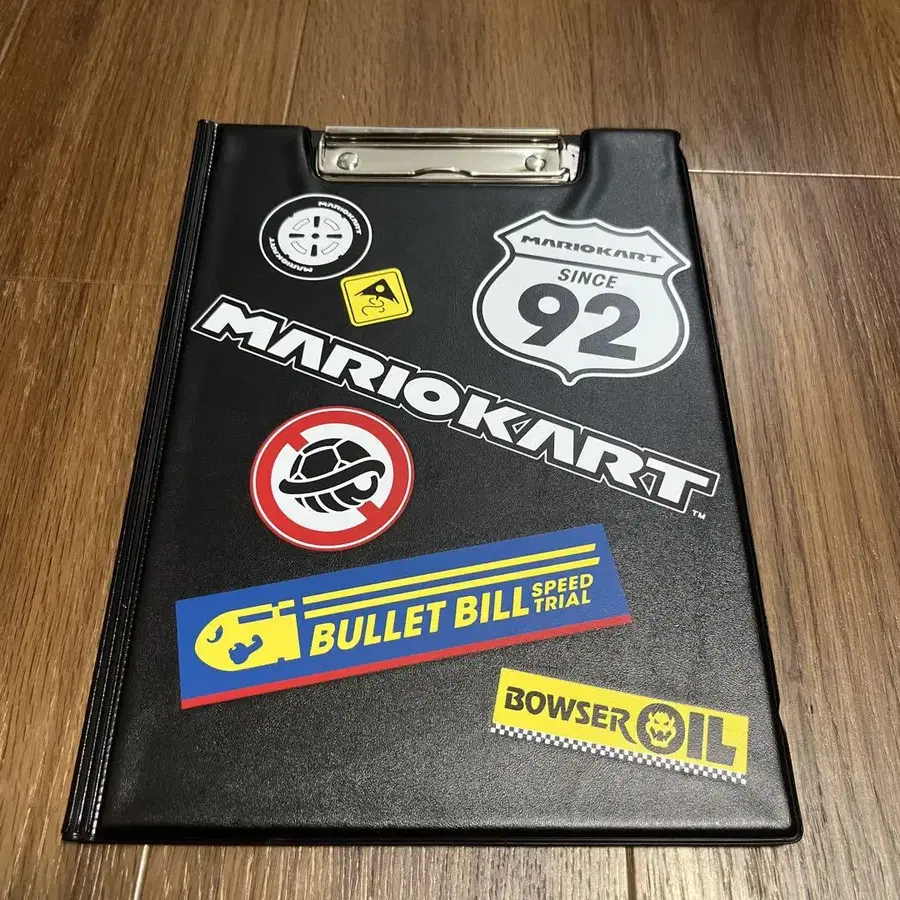 MARIOKART
MARIOKART
MARIOKART
SINCE
92
MARIOKART
TM
BULLET BILL
SPEED
TRIAL
BOWSER OIL